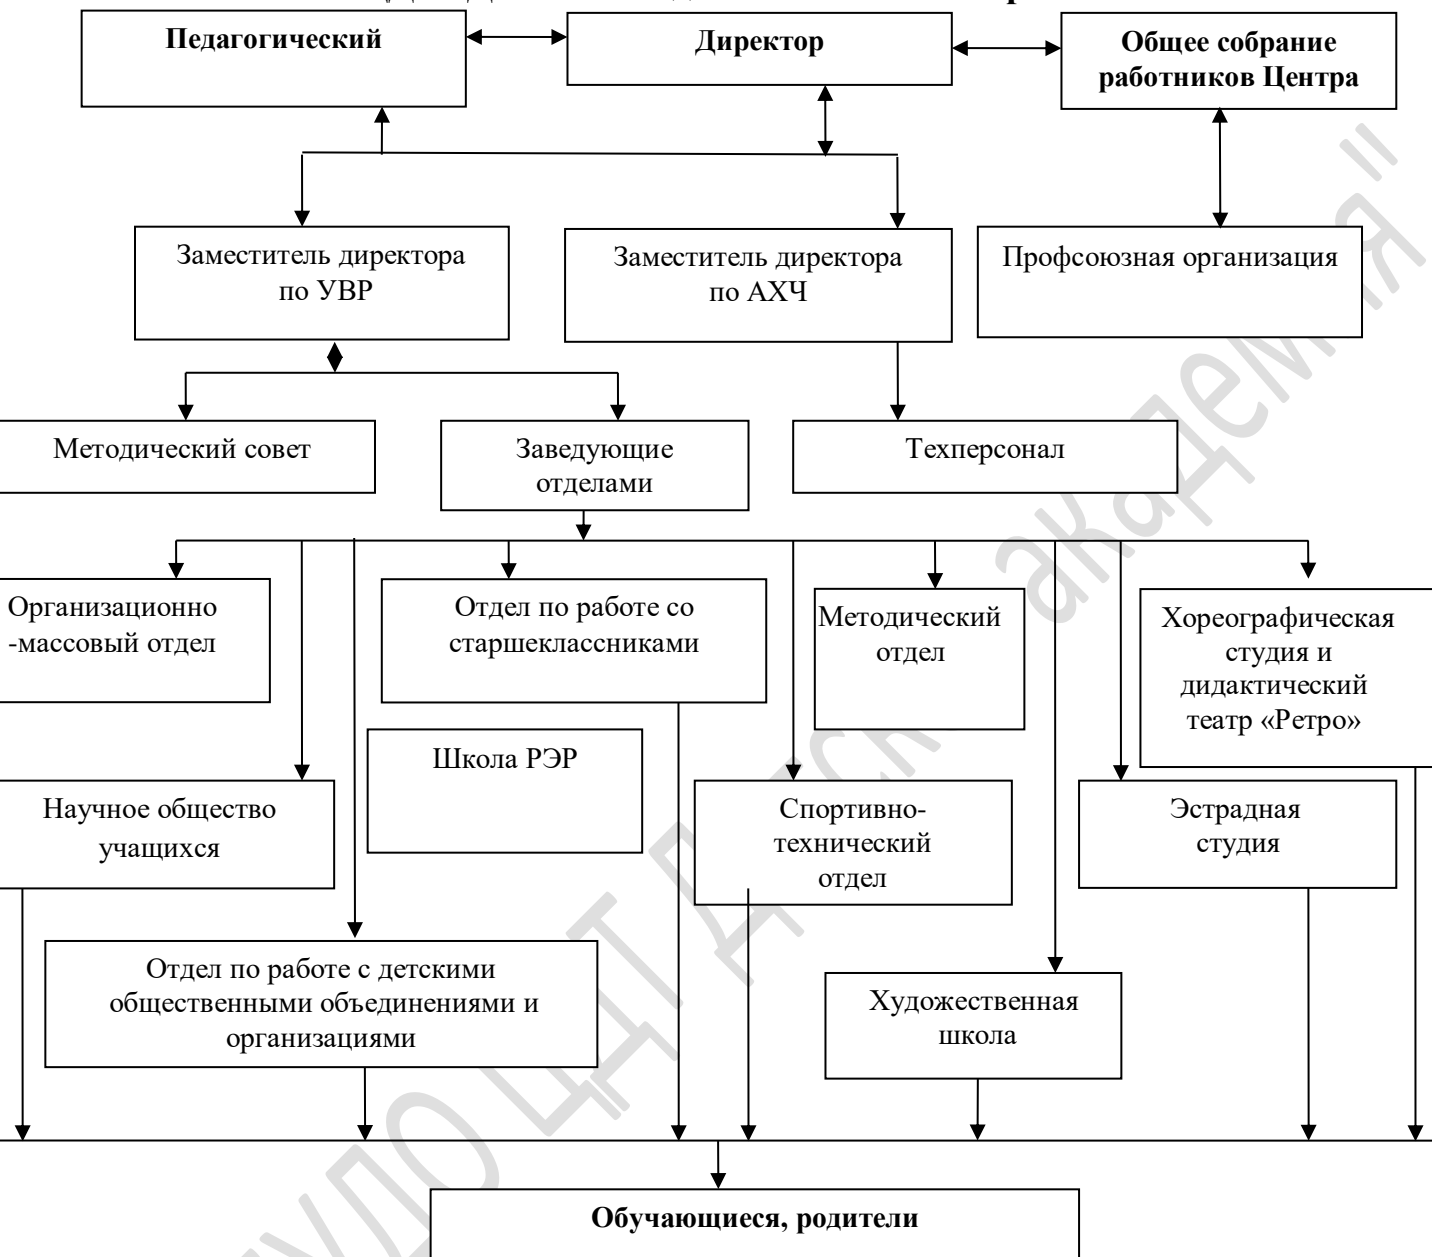 Педагогический
Директор
Общее собрание
работников Центра
Заместитель директора
по УВР
Заместитель директора
по АХЧ
Профсоюзная организация
Методический совет
Заведующие
отделами
Техперсонал
Организационно
-массовый отдел
Отдел по работе со
старшеклассниками
Методический
отдел
Хореографическая
студия и
дидактический
театр «Ретро»
Школа РЭР
Научное общество
учащихся
Спортивно-
технический
отдел
Эстрадная
студия
Отдел по работе с детскими
общественными объединениями и
организациями
Художественная
школа
Обучающиеся, родители